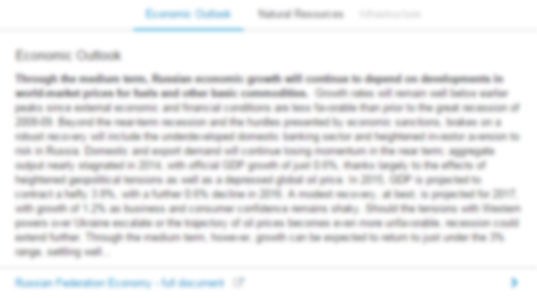 Economic Outlook Natural Resources Infrastructure
Economic Outlook
Through the medium term, Russian economic growth will continue to depend on developments in
world-market prices for fuels and other basic commodities. Growth rates will remain well below earlier
peaks since external economic and financial conditions are less favorable than prior to the great recession of
2008-09. Beyond the near-term recession and the hurdles presented by economic sanctions, brakes on a
robust recovery will include the underdeveloped domestic banking sector and heightened investor aversion to
risk in Russia. Domestic and export demand will continue losing momentum in the near term; aggregate
output nearly stagnated in 2014, with official GDP growth of just 0.6%, thanks largely to the effects of
heightened geopolitical tensions as well as a depressed global oil price. In 2015, GDP is projected to
contract a hefty 3.8%, with a further 0.6% decline in 2016. A modest recovery, at best, is projected for 2017,
with growth of 1.2% as business and consumer confidence remains shaky. Should the tensions with Western
powers over Ukraine escalate or the trajectory of oil prices becomes even more unfavorable, recession could
extend further. Through the medium term, however, growth can be expected to return to just under the 3%
range, settling well...
Russian Federation Economy - full document